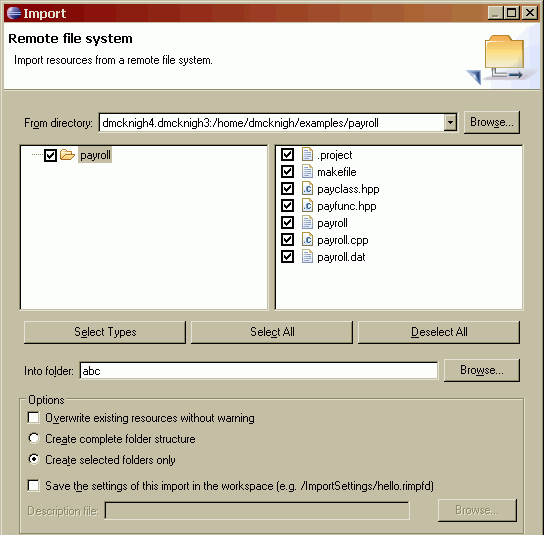 Import
Remote file system
Import resources from a remote file system.
From directory: dmcknigh4.dmcknigh3:/home/dmcknigh/examples/payroll Browse...
payroll
.project
makefile
payclass.hpp
payfunc.hpp
payroll
payroll.cpp
payroll.dat
Select Types Select All Deselect All
Into folder: abc Browse...
Options
Overwrite existing resources without warning
Create complete folder structure
Create selected folders only
Save the settings of this import in the workspace (e.g. /ImportSettings/hello.rimpfd)
Description file: Browse...